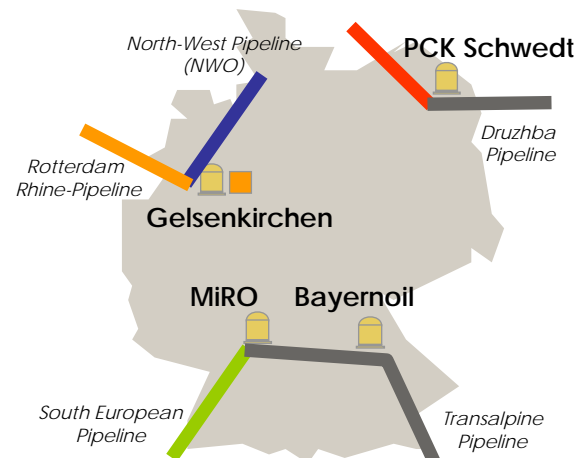 North-West Pipeline
(NWO)
PCK Schwedt
Druzhba
Pipeline
Rotterdam
Rhine-Pipeline
Gelsenkirchen
MiRO
Bayernoil
South European
Pipeline
Transalpine
Pipeline